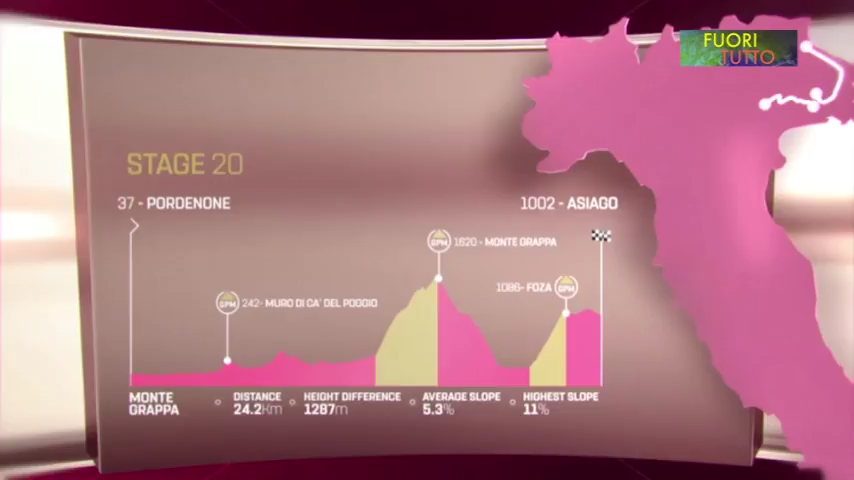 FUORI
TUTTO
STAGE 20
37 - PORDENONE
1002 - ASIAGO
GPM 1620 - MONTE GRAPPA
1086 - FOZA GPM
GPM 242 - MURO DI CA' DEL POGGIO
MONTE
GRAPPA
DISTANCE
24.2Km
HEIGHT DIFFERENCE
1287m
AVERAGE SLOPE
5.3%
HIGHEST SLOPE
11%